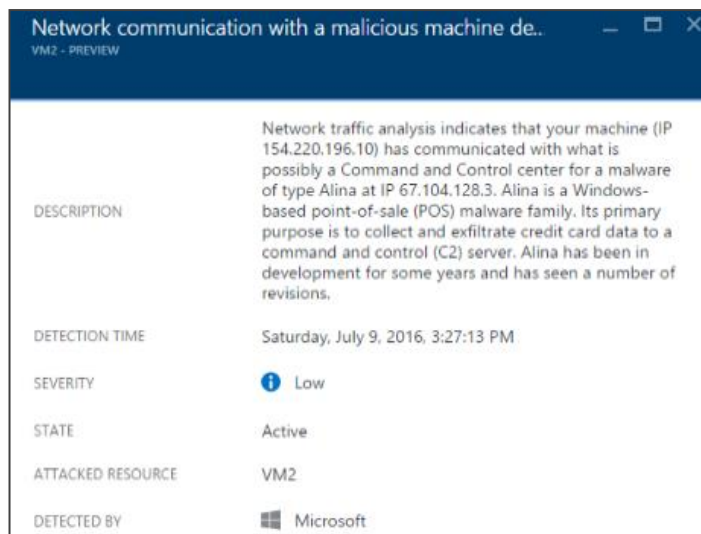 Network communication with a malicious machine de...
VM2 - PREVIEW
Network traffic analysis indicates that your machine (IP
154.220.196.10) has communicated with what is
possibly a Command and Control center for a malware
of type Alina at IP 67.104.128.3. Alina is a Windows-
based point-of-sale (POS) malware family. Its primary
DESCRIPTION
purpose is to collect and exfiltrate credit card data to a
command and control (C2) server. Alina has been in
development for some years and has seen a number of
revisions.
DETECTION TIME Saturday, July 9, 2016, 3:27:13 PM
SEVERITY Low
STATE Active
ATTACKED RESOURCE VM2
DETECTED BY Microsoft